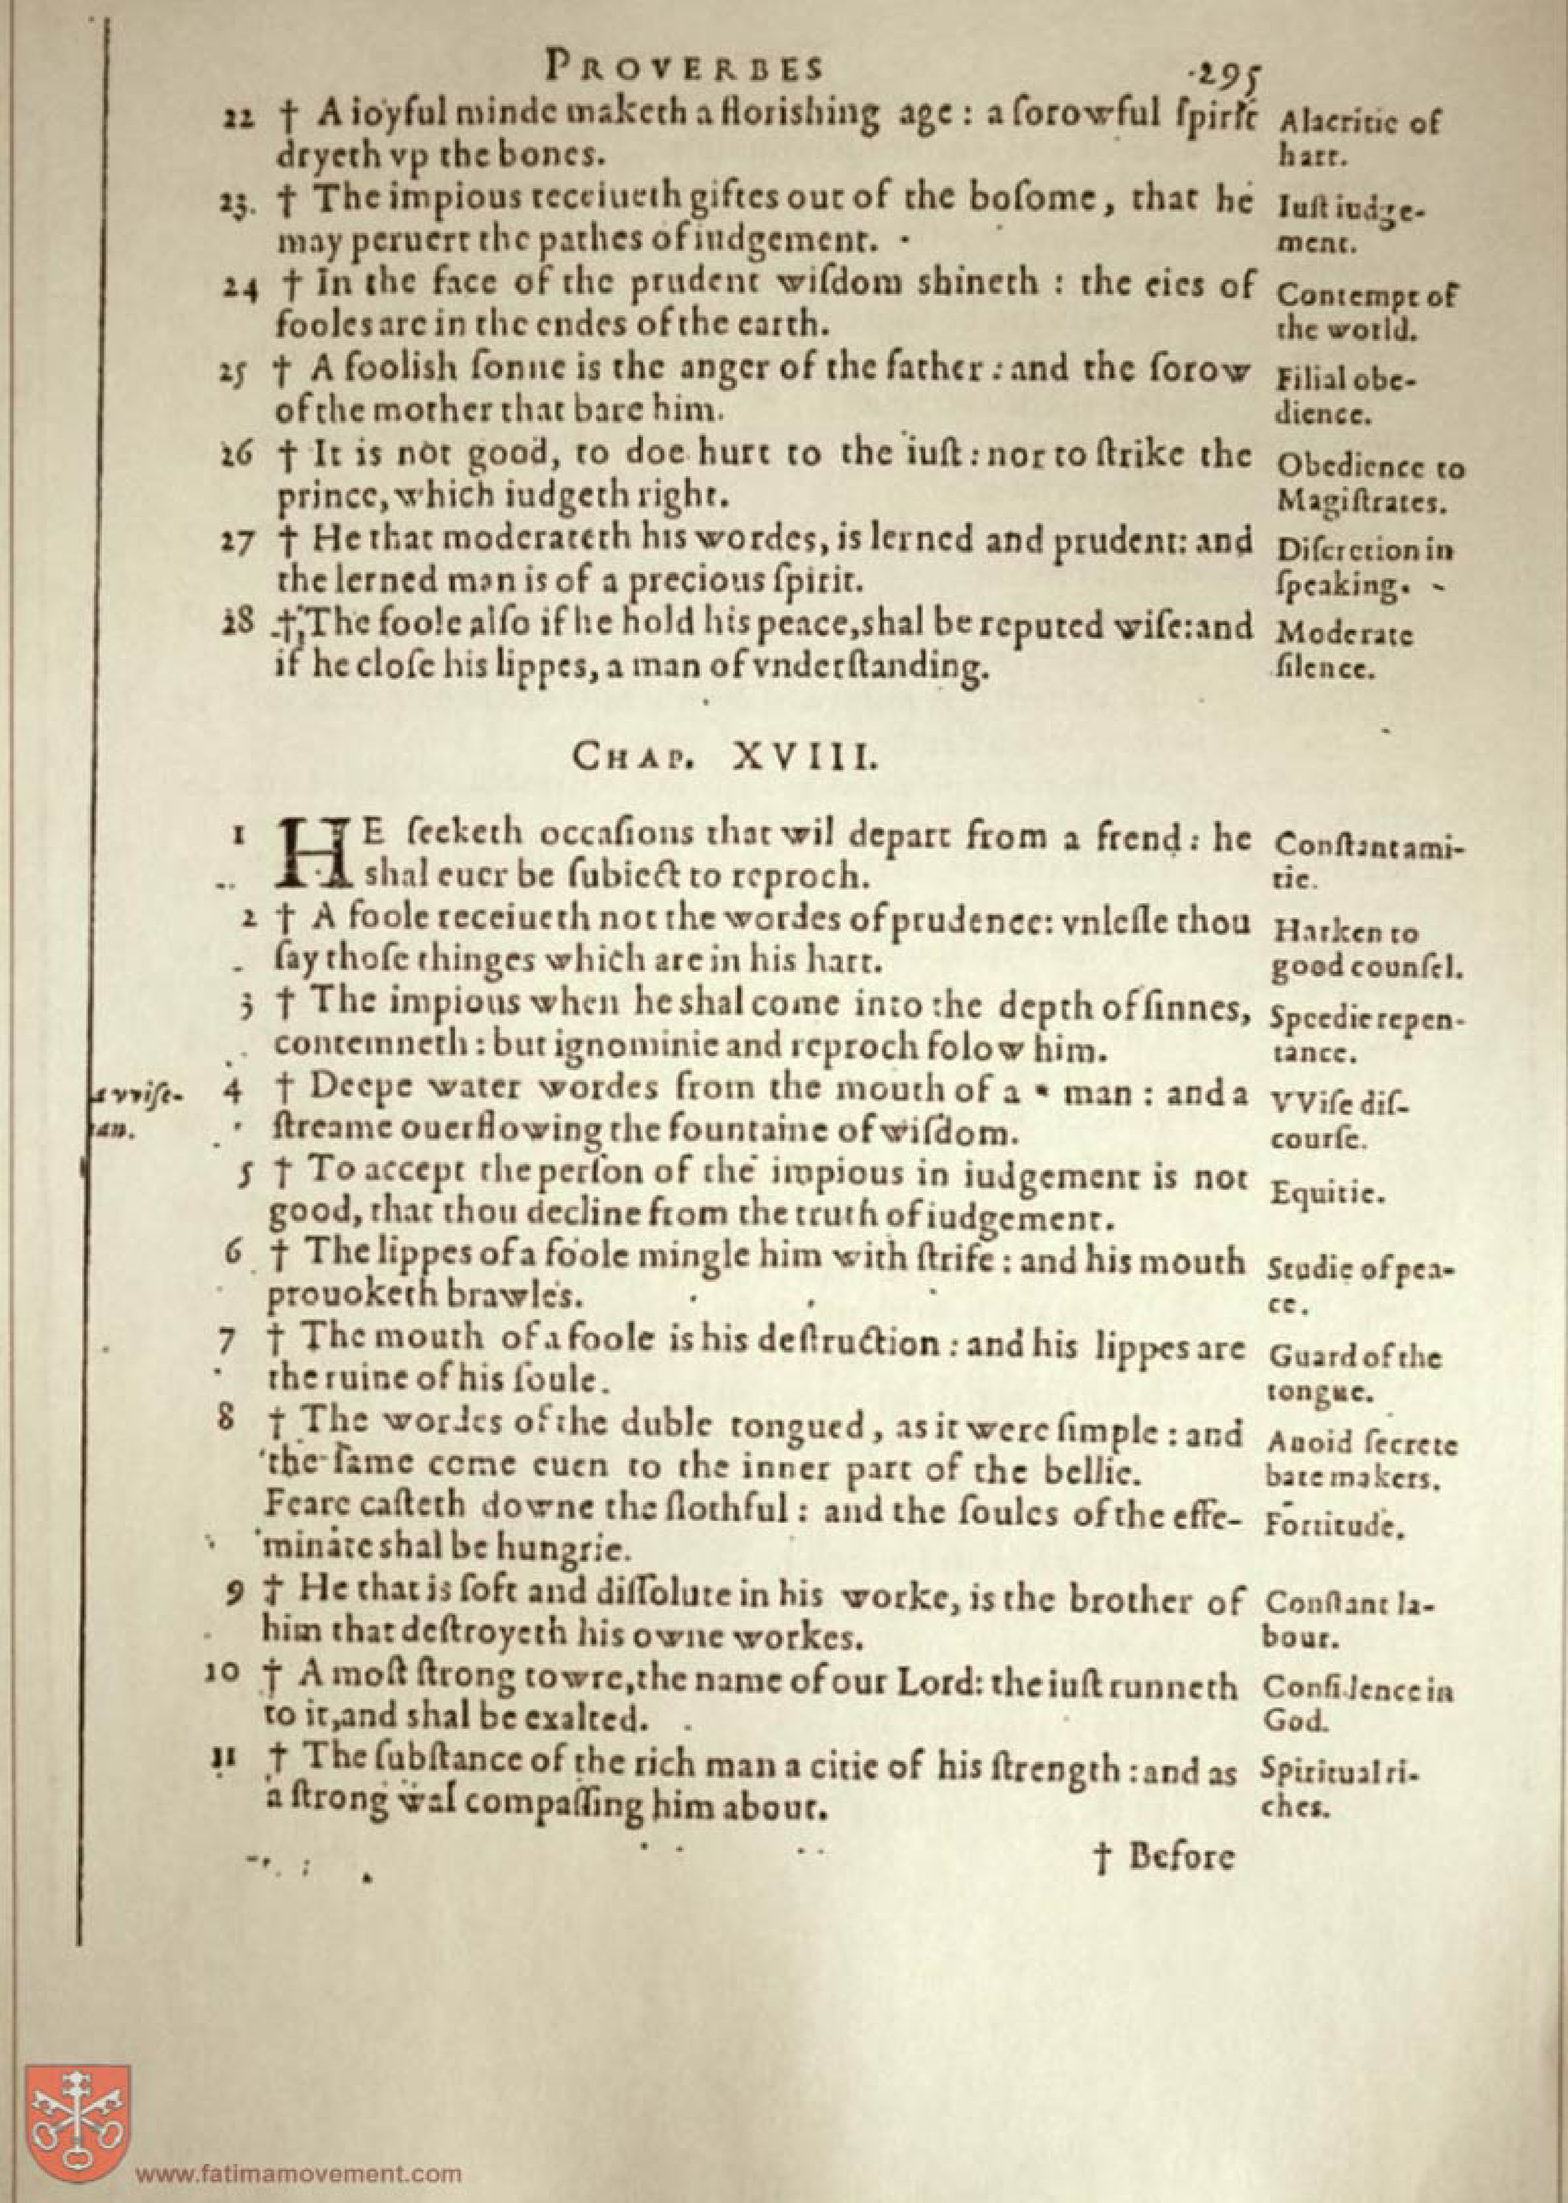 PROVERBES 295
22 † A ioyful minde maketh a florishing age : a ſorowful ſpirit
dryeth vp the bones.
Alacritie of
hart.
23. † The impious receiueth giftes out of the boſome, that he
may peruert the pathes of iudgement.
Iuſt iudge-
ment.
24 † In the face of the prudent wiſdom shineth : the eies of
fooles are in the endes of the earth.
Contempt of
the world.
25 † A foolish ſonne is the anger of the father : and the ſorow
of the mother that bare him.
Filial obe-
dience.
26 † It is not good, to doe hurt to the iuſt : nor to ſtrike the
prince, which iudgeth right.
Obedience to
Magiſtrates.
27 † He that moderateth his wordes, is lerned and prudent: and
the lerned man is of a precious ſpirit.
Diſcretion in
ſpeaking.
28 † The foole alſo if he hold his peace, shal be reputed wiſe: and
if he cloſe his lippes, a man of vnderſtanding.
Moderate
ſilence.
CHAP. XVIII.
1 HE ſeeketh occaſions that wil depart from a frend : he
shal euer be ſubiect to reproch.
Conſtant ami-
tie.
2 † A foole receiueth not the wordes of prudence: vnleſſe thou
ſay thoſe thinges which are in his hart.
Harken to
good counſel.
3 † The impious when he shal come into the depth of ſinnes,
contemneth : but ignominie and reproch folow him.
Speedie repen-
tance.
a vviſe-
4 † Deepe water wordes from the mouth of a * man : and a
ſtreame ouerflowing the fountaine of wiſdom.
VViſe diſ-
courſe.
5 † To accept the perſon of the impious in iudgement is not
good, that thou decline from the truth of iudgement.
Equitie.
6 † The lippes of a foole mingle him with ſtrife : and his mouth
prouoketh brawles.
Studie of pea-
ce.
7 † The mouth of a foole is his deſtruction : and his lippes are
the ruine of his ſoule.
Guard of the
tongue.
8 † The wordes of the duble tongued, as it were ſimple : and
the ſame come euen to the inner part of the bellie.
Auoid ſecrete
bate makers.
Feare caſteth downe the ſlothful : and the ſoules of the effe-
minate shal be hungrie.
Fortitude.
9 † He that is ſoft and diſſolute in his worke, is the brother of
him that deſtroyeth his owne workes.
Conſtant la-
bour.
10 † A moſt ſtrong towre, the name of our Lord: the iuſt runneth
to it, and shal be exalted.
Confidence in
God.
11 † The ſubſtance of the rich man a citie of his ſtrength : and as
a ſtrong wal compaſſing him about.
Spiritual ri-
ches.
† Before
www.fatimamovement.com